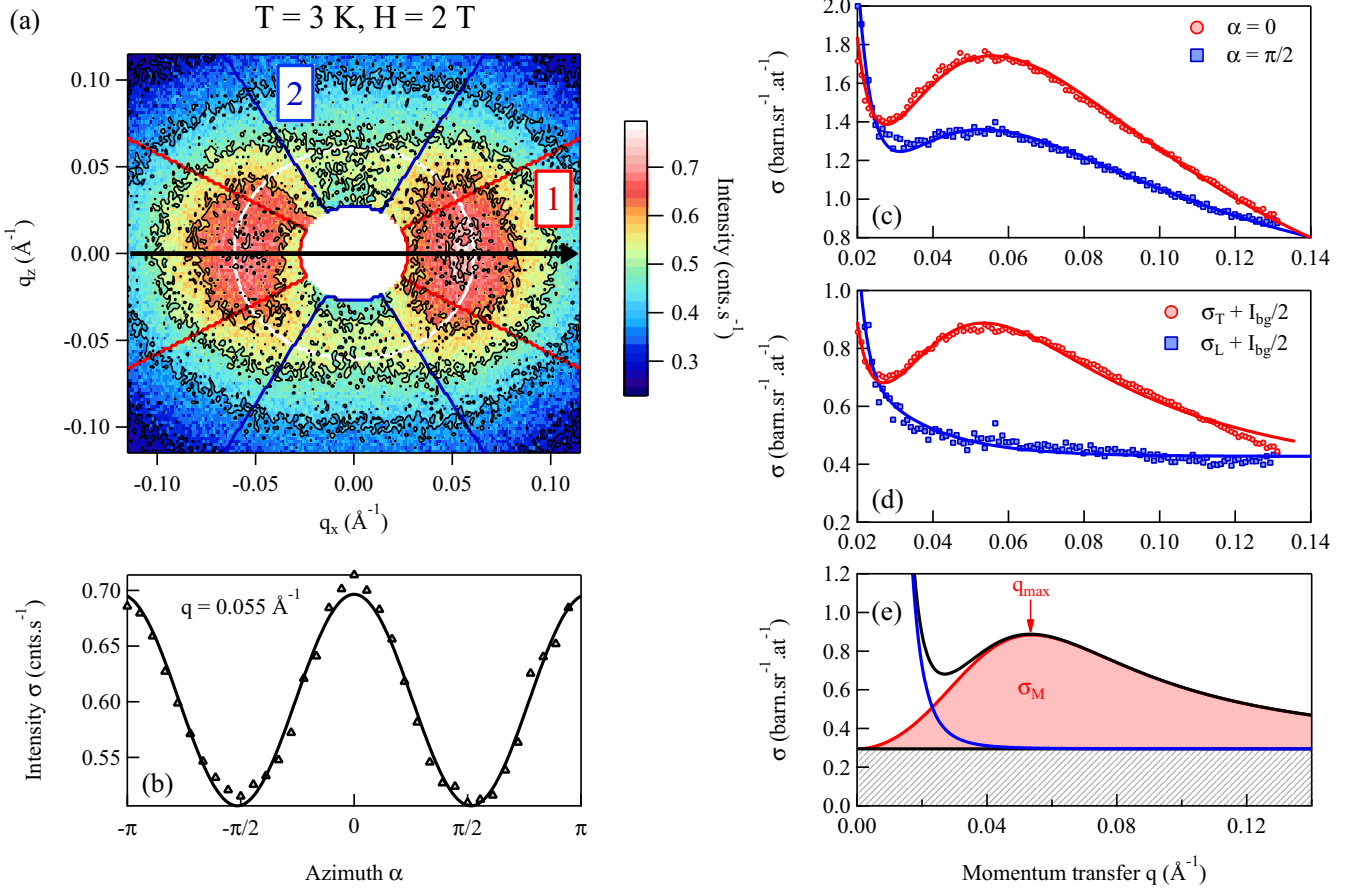 (a)
T = 3 K, H = 2 T
2
1
0.10
0.05
0.00
-0.05
-0.10
q_z (Å⁻¹)
-0.10
-0.05
0.00
0.05
0.10
q_x (Å⁻¹)
0.7
0.6
0.5
0.4
0.3
Intensity (cnts.s⁻¹)
(b)
q = 0.055 Å⁻¹
0.70
0.65
0.60
0.55
Intensity σ (cnts.s⁻¹)
-π
-π/2
0
π/2
π
Azimuth α
(c)
α = 0
α = π/2
2.0
1.8
1.6
1.4
1.2
1.0
0.8
σ (barn.sr⁻¹.at⁻¹)
0.02
0.04
0.06
0.08
0.10
0.12
0.14
(d)
σ_T + I_bg/2
σ_L + I_bg/2
1.0
0.8
0.6
0.4
0.2
σ (barn.sr⁻¹.at⁻¹)
0.02
0.04
0.06
0.08
0.10
0.12
0.14
(e)
q_max
σ_M
1.2
1.0
0.8
0.6
0.4
0.2
0.0
σ (barn.sr⁻¹.at⁻¹)
0.00
0.04
0.08
0.12
Momentum transfer q (Å⁻¹)